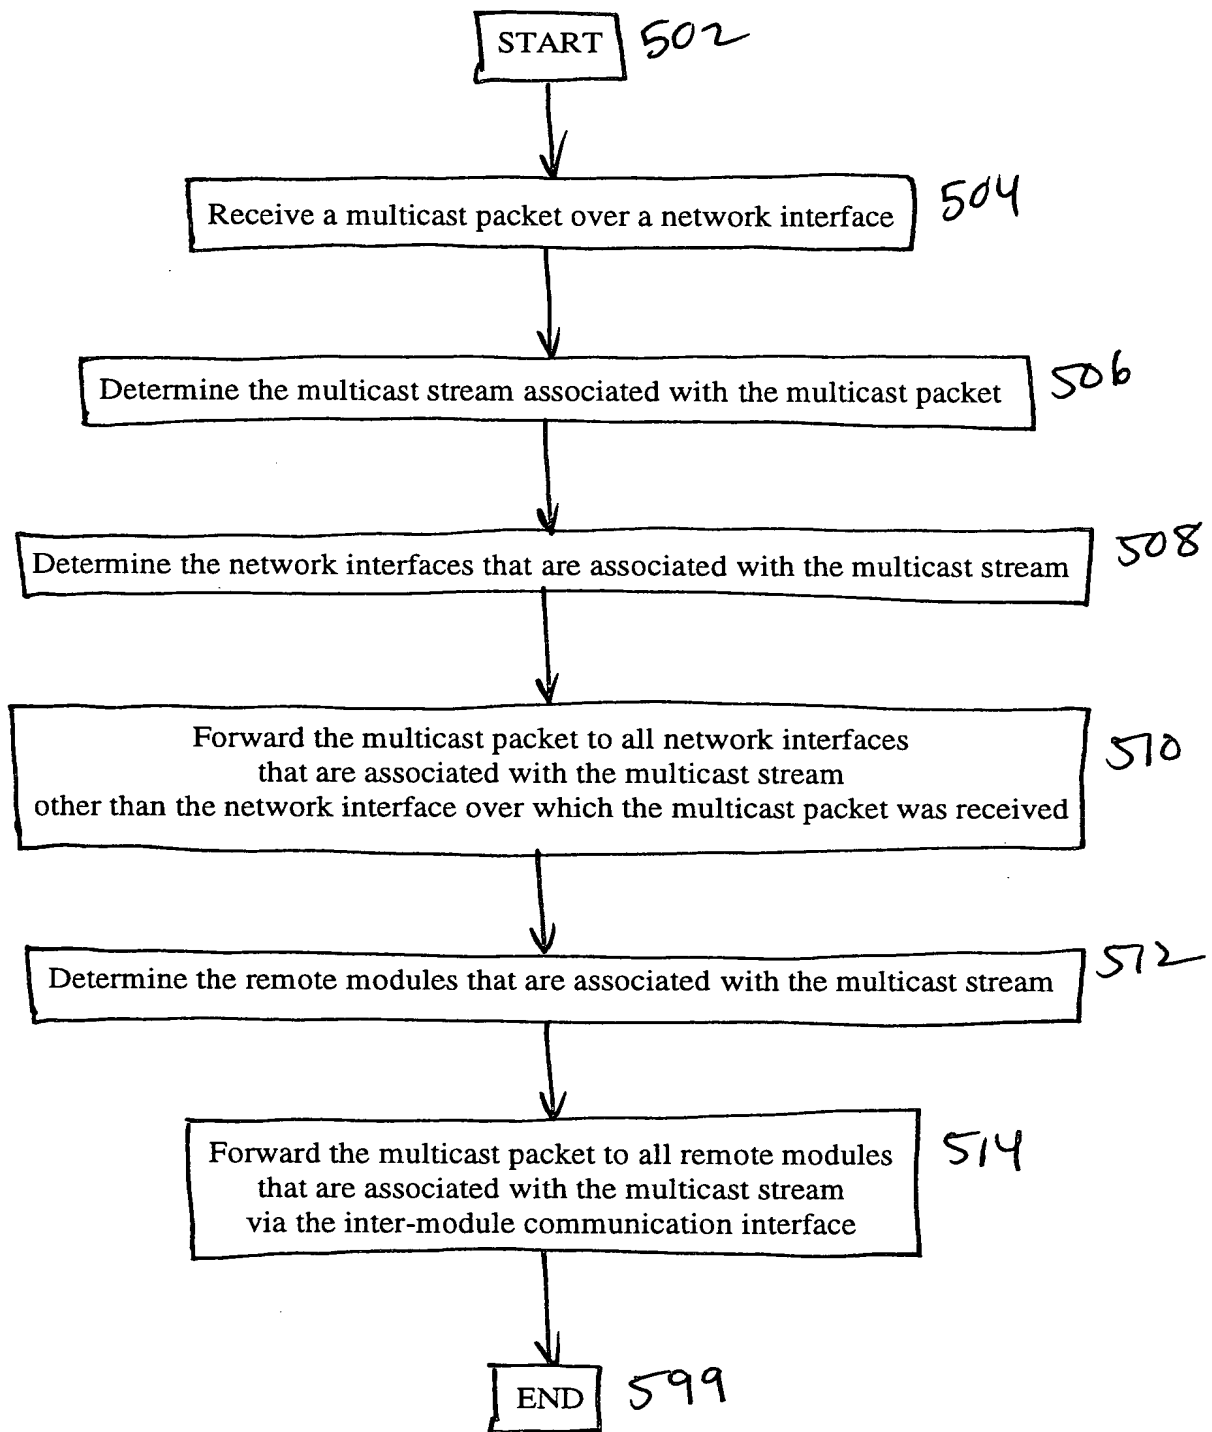 START 502
Receive a multicast packet over a network interface 504
Determine the multicast stream associated with the multicast packet 506
Determine the network interfaces that are associated with the multicast stream 508
Forward the multicast packet to all network interfaces
that are associated with the multicast stream 510
other than the network interface over which the multicast packet was received
Determine the remote modules that are associated with the multicast stream 512
Forward the multicast packet to all remote modules 514
that are associated with the multicast stream
via the inter-module communication interface
END 599